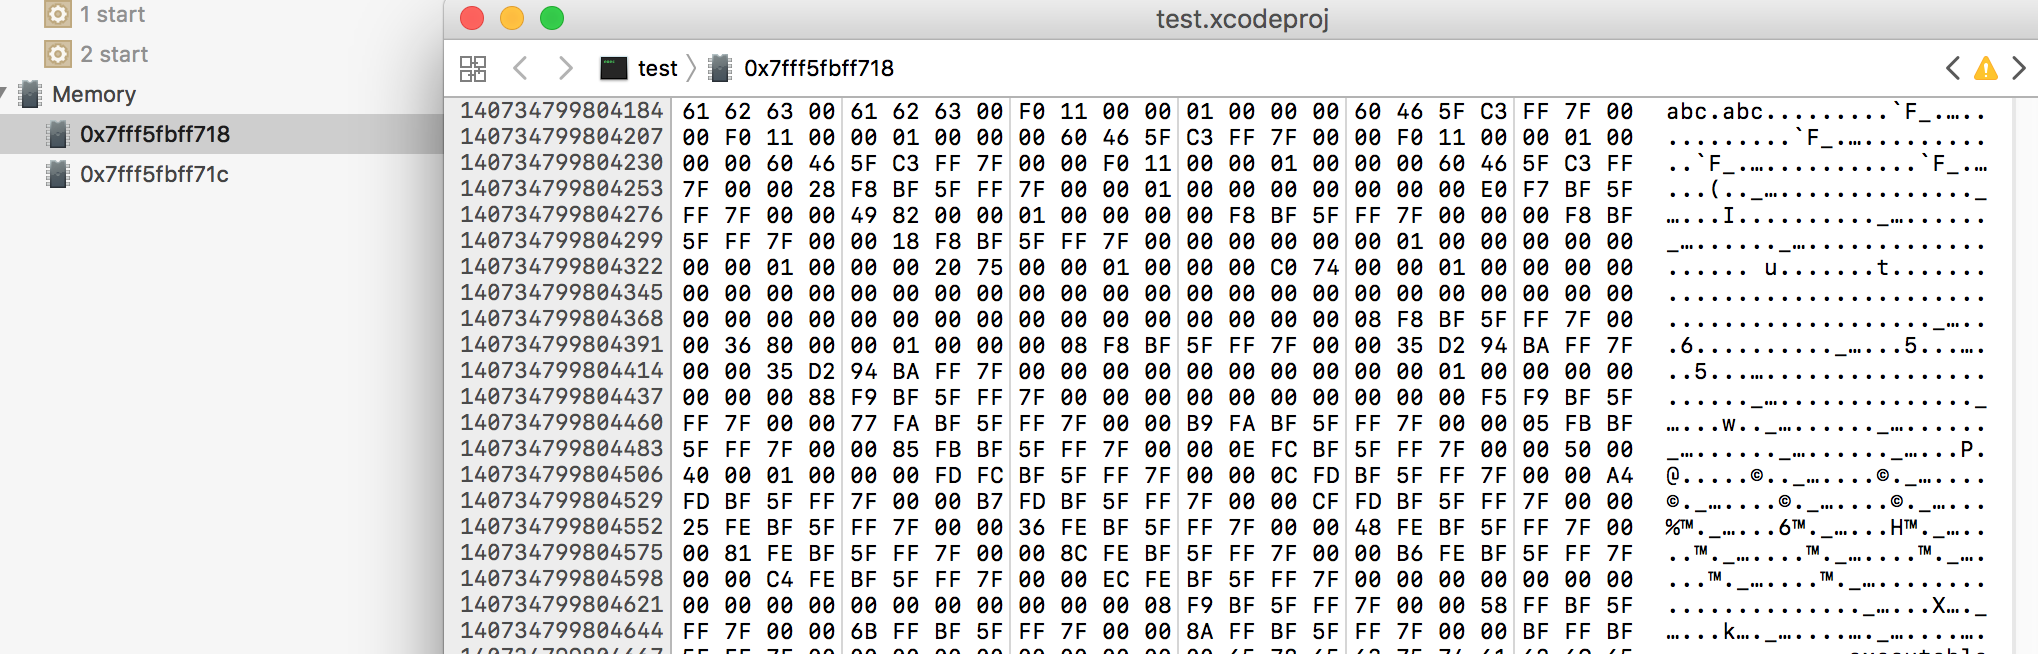 1 start
2 start
Memory
0x7fff5fbff718
0x7fff5fbff71c
test.xcodeproj
test 0x7fff5fbff718
140734799804184 61 62 63 00 61 62 63 00 F0 11 00 00 01 00 00 00 60 46 5F C3 FF 7F 00 abc.abc.........`F_.…..
140734799804207 00 F0 11 00 00 01 00 00 00 60 46 5F C3 FF 7F 00 00 F0 11 00 00 01 00 .........`F_.…..........
140734799804230 00 00 60 46 5F C3 FF 7F 00 00 F0 11 00 00 01 00 00 00 60 46 5F C3 FF ..`F_.…...........`F_.…
140734799804253 7F 00 00 28 F8 BF 5F FF 7F 00 00 01 00 00 00 00 00 00 00 E0 F7 BF 5F ...(.._…..............._
140734799804276 FF 7F 00 00 49 82 00 00 01 00 00 00 00 F8 BF 5F FF 7F 00 00 00 F8 BF …...I.........._…......
140734799804299 5F FF 7F 00 00 18 F8 BF 5F FF 7F 00 00 00 00 00 00 01 00 00 00 00 00 _…......_….............
140734799804322 00 00 01 00 00 00 20 75 00 00 01 00 00 00 C0 74 00 00 01 00 00 00 00 ...... u.......t.......
140734799804345 00 00 00 00 00 00 00 00 00 00 00 00 00 00 00 00 00 00 00 00 00 00 00 .......................
140734799804368 00 00 00 00 00 00 00 00 00 00 00 00 00 00 00 00 08 F8 BF 5F FF 7F 00 ..................._…..
140734799804391 00 36 80 00 00 01 00 00 00 08 F8 BF 5F FF 7F 00 00 35 D2 94 BA FF 7F .6.........._…...5...….
140734799804414 00 00 35 D2 94 BA FF 7F 00 00 00 00 00 00 00 00 00 00 01 00 00 00 00 ..5...…................
140734799804437 00 00 00 88 F9 BF 5F FF 7F 00 00 00 00 00 00 00 00 00 00 F5 F9 BF 5F ......_…..............._
140734799804460 FF 7F 00 00 77 FA BF 5F FF 7F 00 00 B9 FA BF 5F FF 7F 00 00 05 FB BF …...w.._…......_…......
140734799804483 5F FF 7F 00 00 85 FB BF 5F FF 7F 00 00 0E FC BF 5F FF 7F 00 00 50 00 _…......_…......_…...P.
140734799804506 40 00 01 00 00 00 FD FC BF 5F FF 7F 00 00 0C FD BF 5F FF 7F 00 00 A4 @.....©.._…....©._…....
140734799804529 FD BF 5F FF 7F 00 00 B7 FD BF 5F FF 7F 00 00 CF FD BF 5F FF 7F 00 00 ©._…....©._…....©._…...
140734799804552 25 FE BF 5F FF 7F 00 00 36 FE BF 5F FF 7F 00 00 48 FE BF 5F FF 7F 00 %™._…...6™._…...H™._…..
140734799804575 00 81 FE BF 5F FF 7F 00 00 8C FE BF 5F FF 7F 00 00 B6 FE BF 5F FF 7F ..™._…....™._…....™._….
140734799804598 00 00 C4 FE BF 5F FF 7F 00 00 EC FE BF 5F FF 7F 00 00 00 00 00 00 00 ...™._…....™._….........
140734799804621 00 00 00 00 00 00 00 00 00 00 00 08 F9 BF 5F FF 7F 00 00 58 FF BF 5F .............._…...X…._
140734799804644 FF 7F 00 00 6B FF BF 5F FF 7F 00 00 8A FF BF 5F FF 7F 00 00 BF FF BF …...k…._…....…._…....….